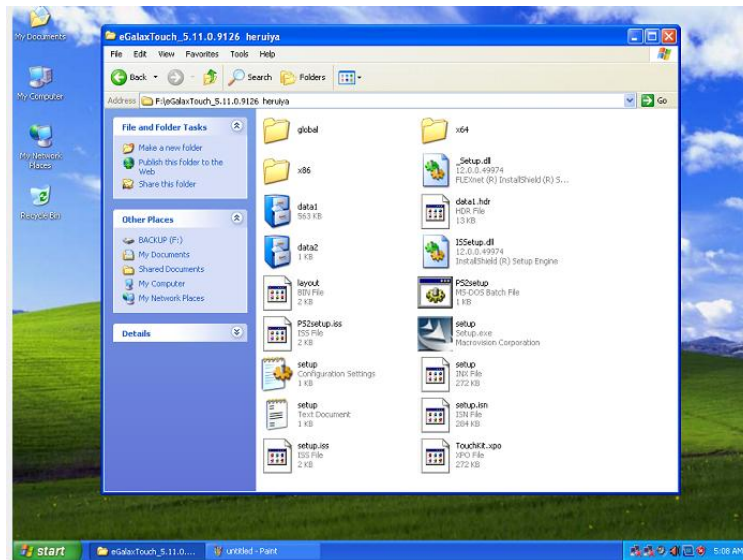 My Documents
My Computer
My Network
Places
Recycle Bin
eGalaxTouch_5.11.0.9126 heruiya
File Edit View Favorites Tools Help
Back Search Folders
Address F:\eGalaxTouch_5.11.0.9126 heruiya Go
File and Folder Tasks
Make a new folder
Publish this folder to the
Web
Share this folder
Other Places
BACKUP (F:)
My Documents
Shared Documents
My Computer
My Network Places
Details
global
x64
x86
_Setup.dll
12.0.0.49974
FLEXnet (R) InstallShield (R) S...
data1
563 KB
data1.hdr
HDR File
13 KB
data2
1 KB
ISSetup.dll
12.0.0.49974
InstallShield (R) Setup Engine
layout
BIN File
2 KB
PS2setup
MS-DOS Batch File
1 KB
PS2setup.iss
ISS File
2 KB
setup
Setup.exe
Macrovision Corporation
setup
Configuration Settings
1 KB
setup
INX File
272 KB
setup
Text Document
1 KB
setup.isn
ISN File
284 KB
setup.iss
ISS File
2 KB
TouchKit.xpo
XPO File
272 KB
start
eGalaxTouch_5.11.0....
untitled - Paint
5:08 AM